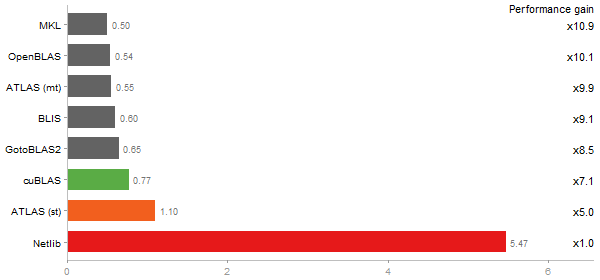 Performance gain
MKL 0.50 x10.9
OpenBLAS 0.54 x10.1
ATLAS (mt) 0.55 x9.9
BLIS 0.60 x9.1
GotoBLAS2 0.65 x8.5
cuBLAS 0.77 x7.1
ATLAS (st) 1.10 x5.0
Netlib 5.47 x1.0
0 2 4 6